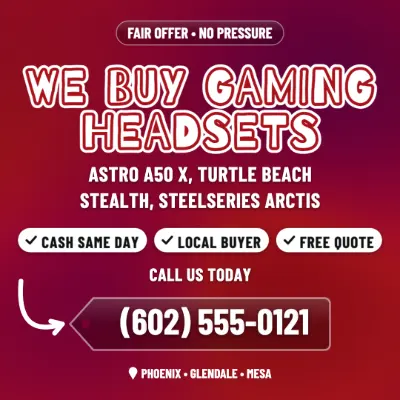 FAIR OFFER • NO PRESSURE
WE BUY GAMING
HEADSETS
ASTRO A50 X, TURTLE BEACH
STEALTH, STEELSERIES ARCTIS
CASH SAME DAY LOCAL BUYER FREE QUOTE
CALL US TODAY
(602) 555-0121
PHOENIX • GLENDALE • MESA